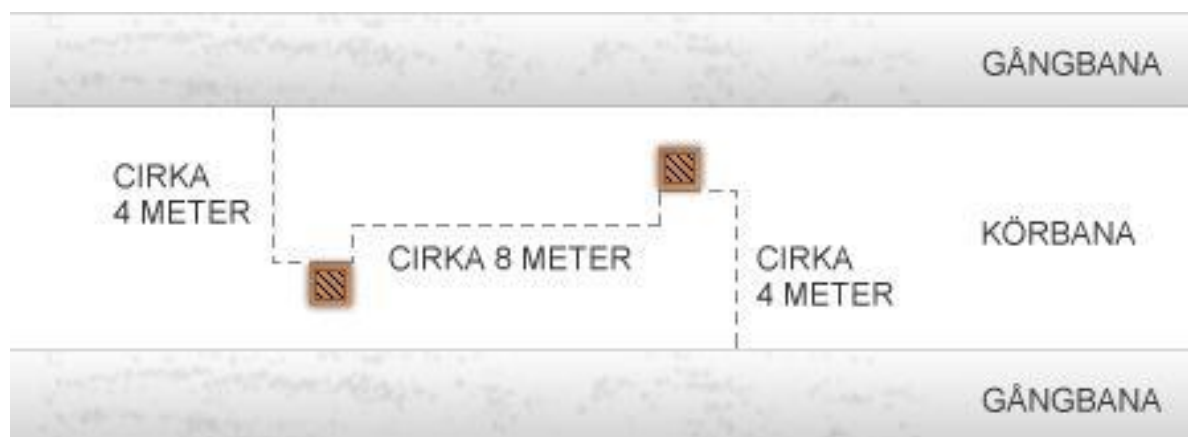 GÅNGBANA
CIRKA
4 METER
CIRKA 8 METER
KÖRBANA
CIRKA
4 METER
GÅNGBANA